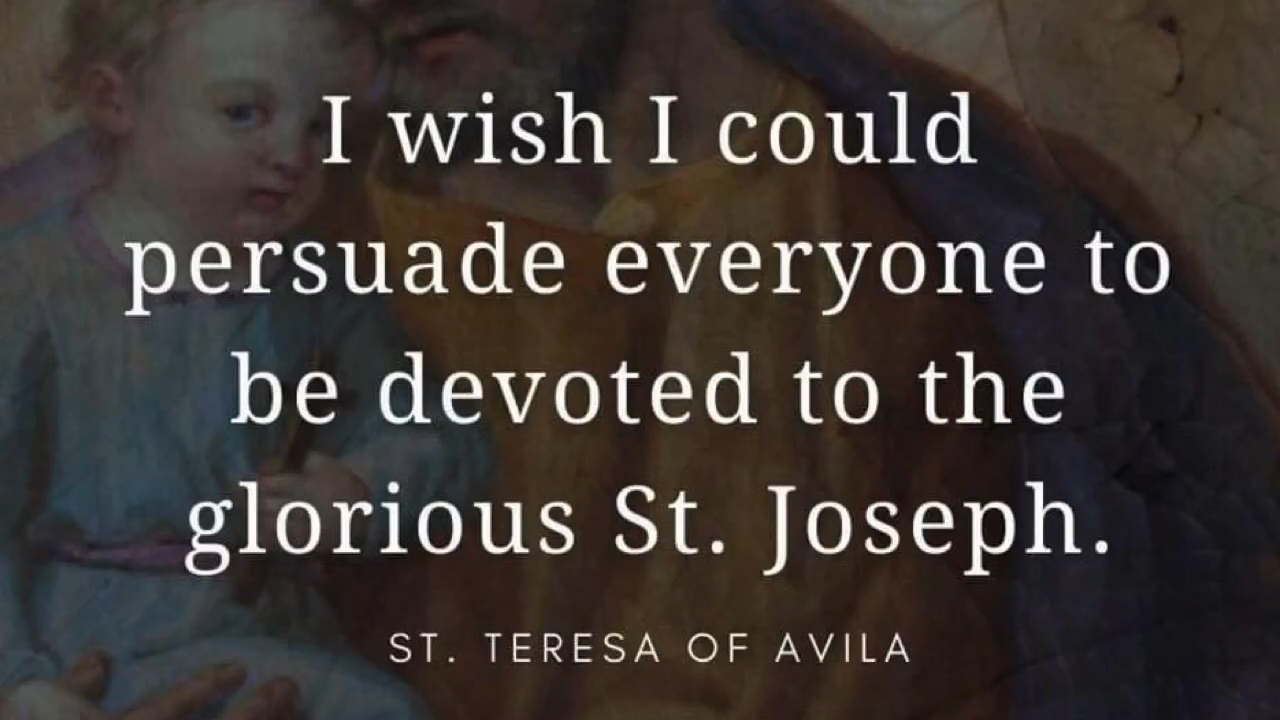 I wish I could
persuade everyone to
be devoted to the
glorious St. Joseph.
ST. TERESA OF AVILA